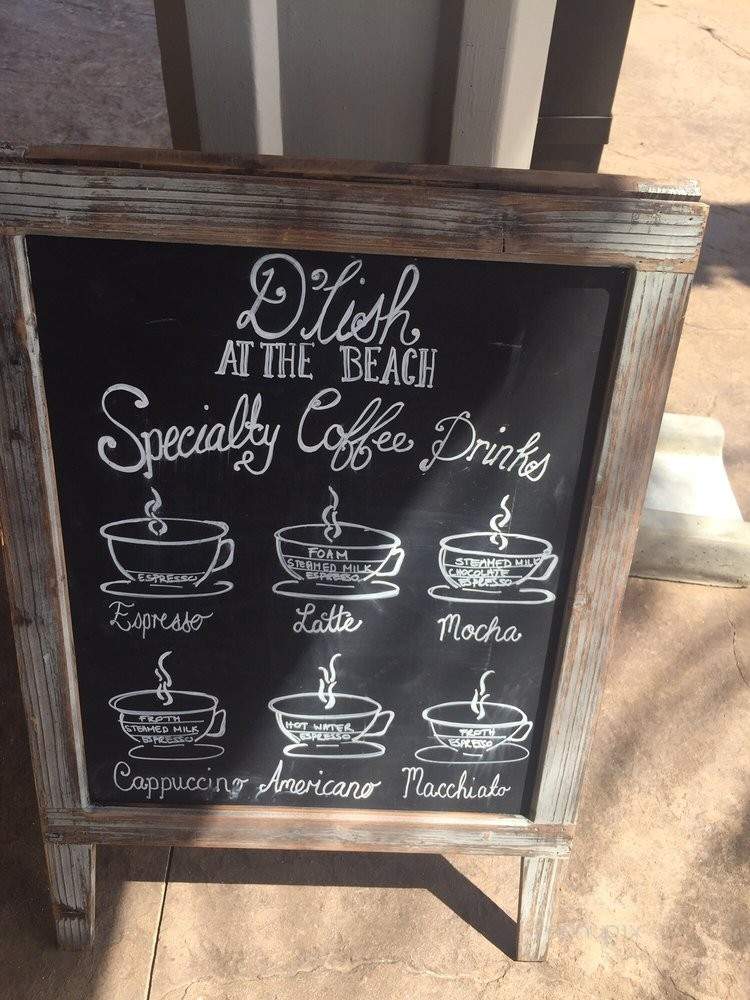 D'lish
AT THE BEACH
Specialty Coffee Drinks
ESPRESSO
Espresso
FOAM
STEAMED MILK
ESPRESSO
Latte
STEAMED MILK
CHOCOLATE
ESPRESSO
Mocha
FROTH
STEAMED MILK
ESPRESSO
Cappuccino
HOT WATER
ESPRESSO
Americano
FROTH
ESPRESSO
Macchiato